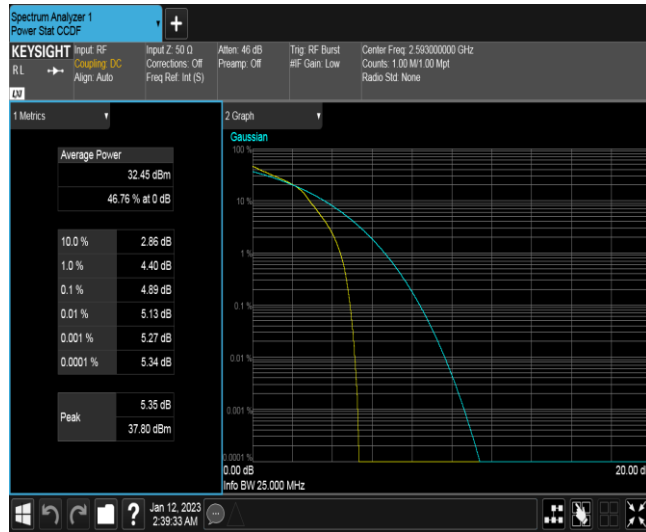 Spectrum Analyzer 1
Power Stat CCDF
+
KEYSIGHT
RL
LXI
Input: RF
Coupling: DC
Align: Auto
Input Z: 50 Ω
Corrections: Off
Freq Ref: Int (S)
Atten: 46 dB
Preamp: Off
Trig: RF Burst
#IF Gain: Low
Center Freq: 2.593000000 GHz
Counts: 1.00 M/1.00 Mpt
Radio Std: None
1 Metrics
Average Power
32.45 dBm
46.76 % at 0 dB
10.0 % 2.86 dB
1.0 % 4.40 dB
0.1 % 4.89 dB
0.01 % 5.13 dB
0.001 % 5.27 dB
0.0001 % 5.34 dB
Peak
5.35 dB
37.80 dBm
2 Graph
Gaussian
100 %
10 %
1 %
0.1 %
0.01 %
0.001 %
0.0001 %
0.00 dB
20.00 d
Info BW 25.000 MHz
?
Jan 12, 2023
2:39:33 AM